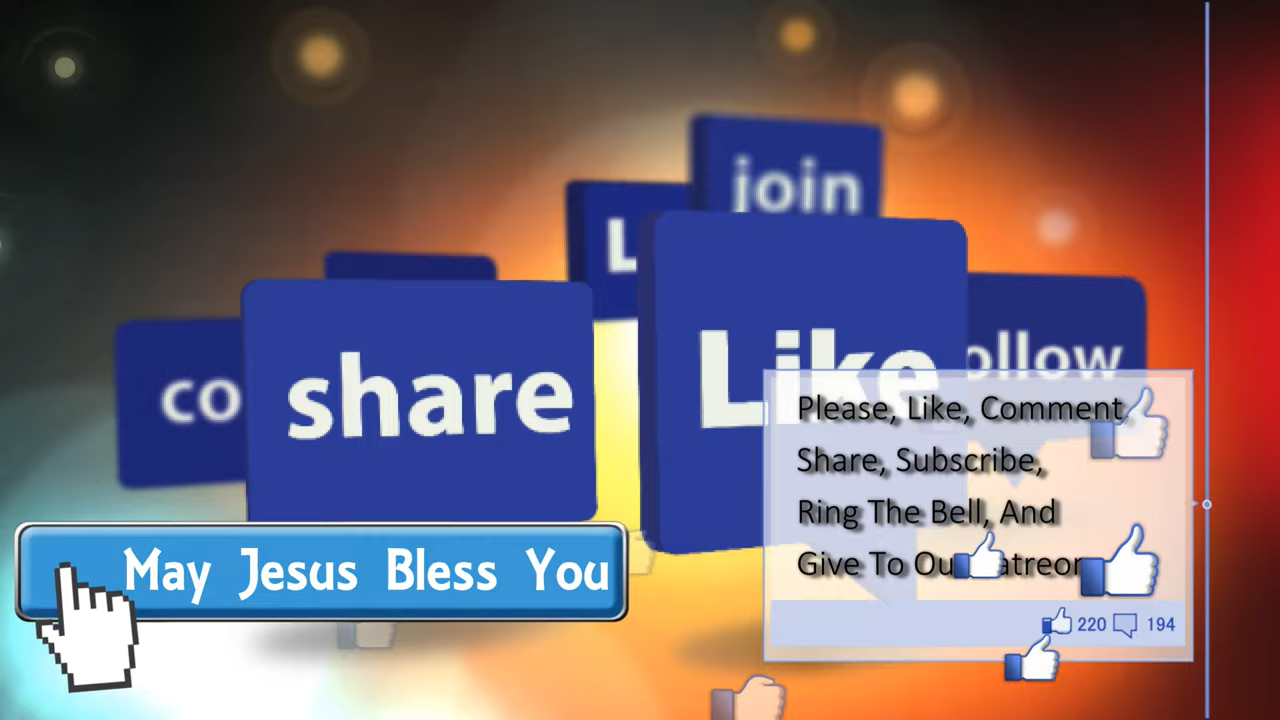 join
L
co
share
Like
ollow
Please, Like, Comment,
Share, Subscribe,
Ring The Bell, And
Give To Ou atreon
May Jesus Bless You
220 194